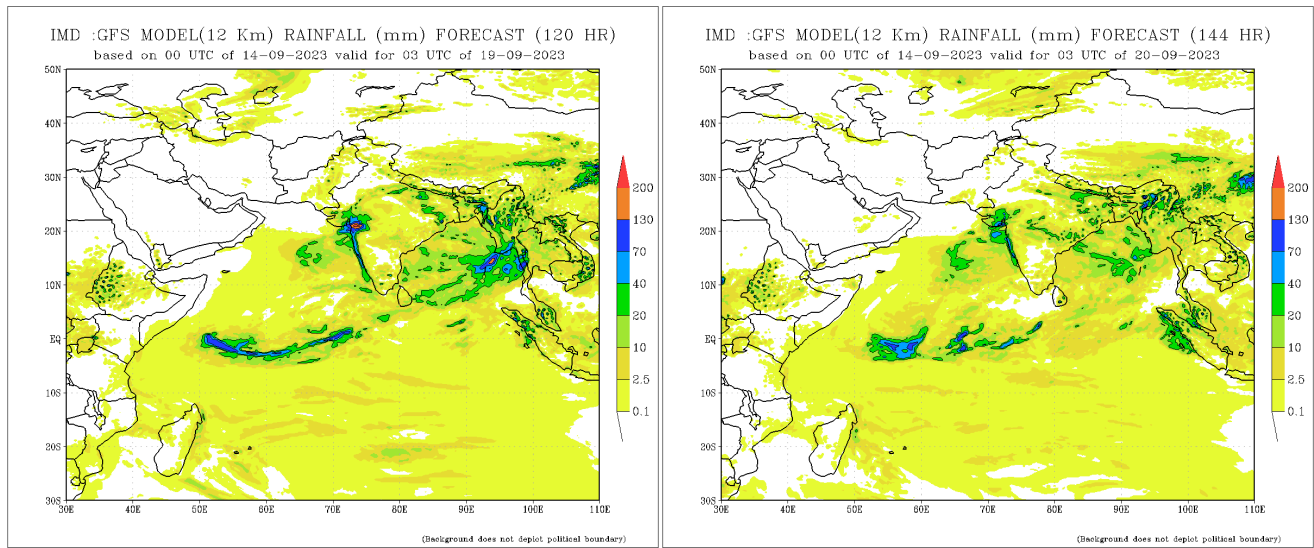 IMD :GFS MODEL(12 Km) RAINFALL (mm) FORECAST (120 HR)
based on 00 UTC of 14-09-2023 valid for 03 UTC of 19-09-2023
50N
40N
30N
20N
10N
EQ
10S
20S
30S
30E 40E 50E 60E 70E 80E 90E 100E 110E
200
130
70
40
20
10
2.5
0.1
(Background does not depict political boundary)
IMD :GFS MODEL(12 Km) RAINFALL (mm) FORECAST (144 HR)
based on 00 UTC of 14-09-2023 valid for 03 UTC of 20-09-2023
50N
40N
30N
20N
10N
EQ
10S
20S
30S
30E 40E 50E 60E 70E 80E 90E 100E 110E
200
130
70
40
20
10
2.5
0.1
(Background does not depict political boundary)